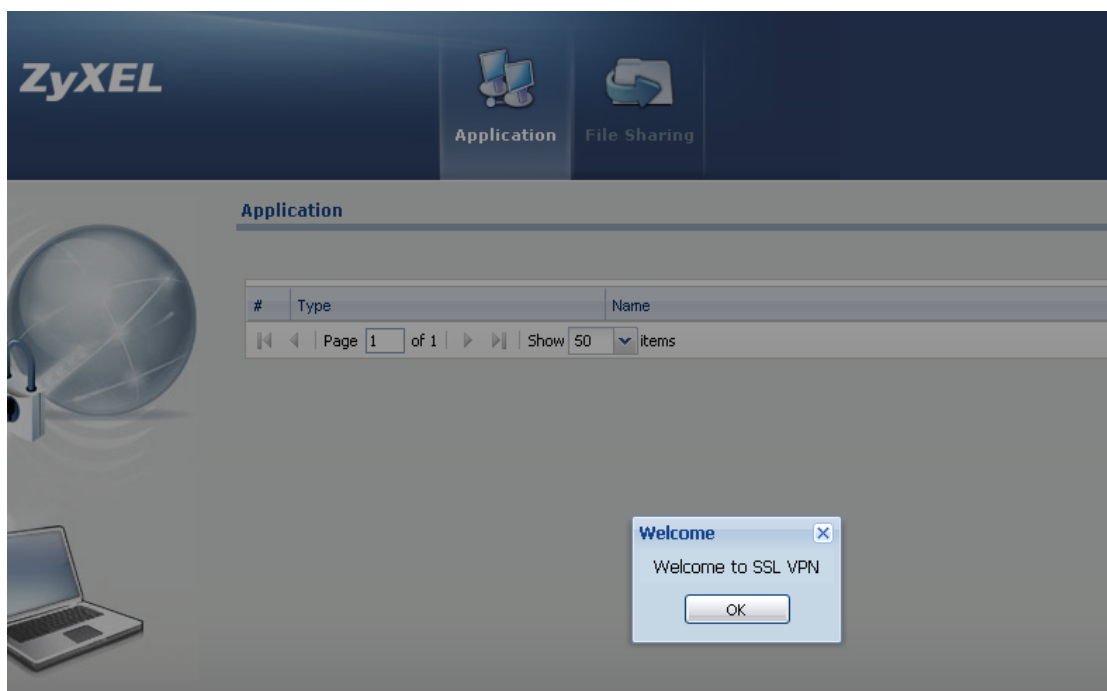 ZyXEL
Application
File Sharing
Application
# Type Name
Page 1 of 1 Show 50 items
Welcome
Welcome to SSL VPN
OK